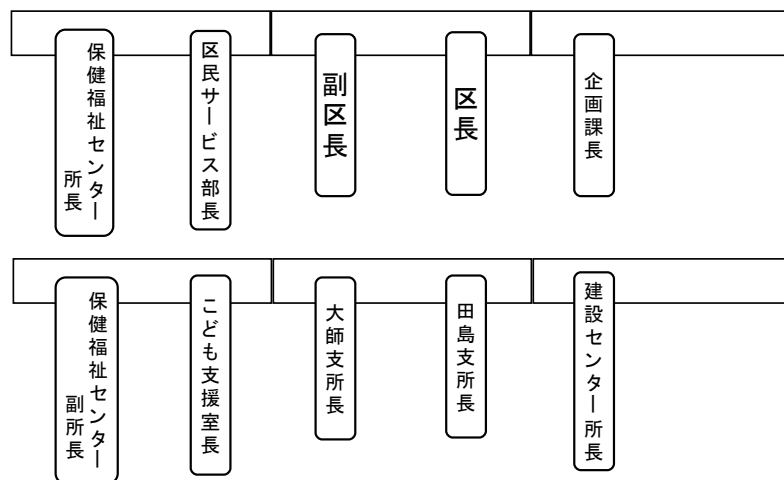 保健福祉センター
所長
区民サービス部長
副区長
区長
企画課長
保健福祉センター
副所長
こども支援室長
大師支所長
田島支所長
建設センター所長